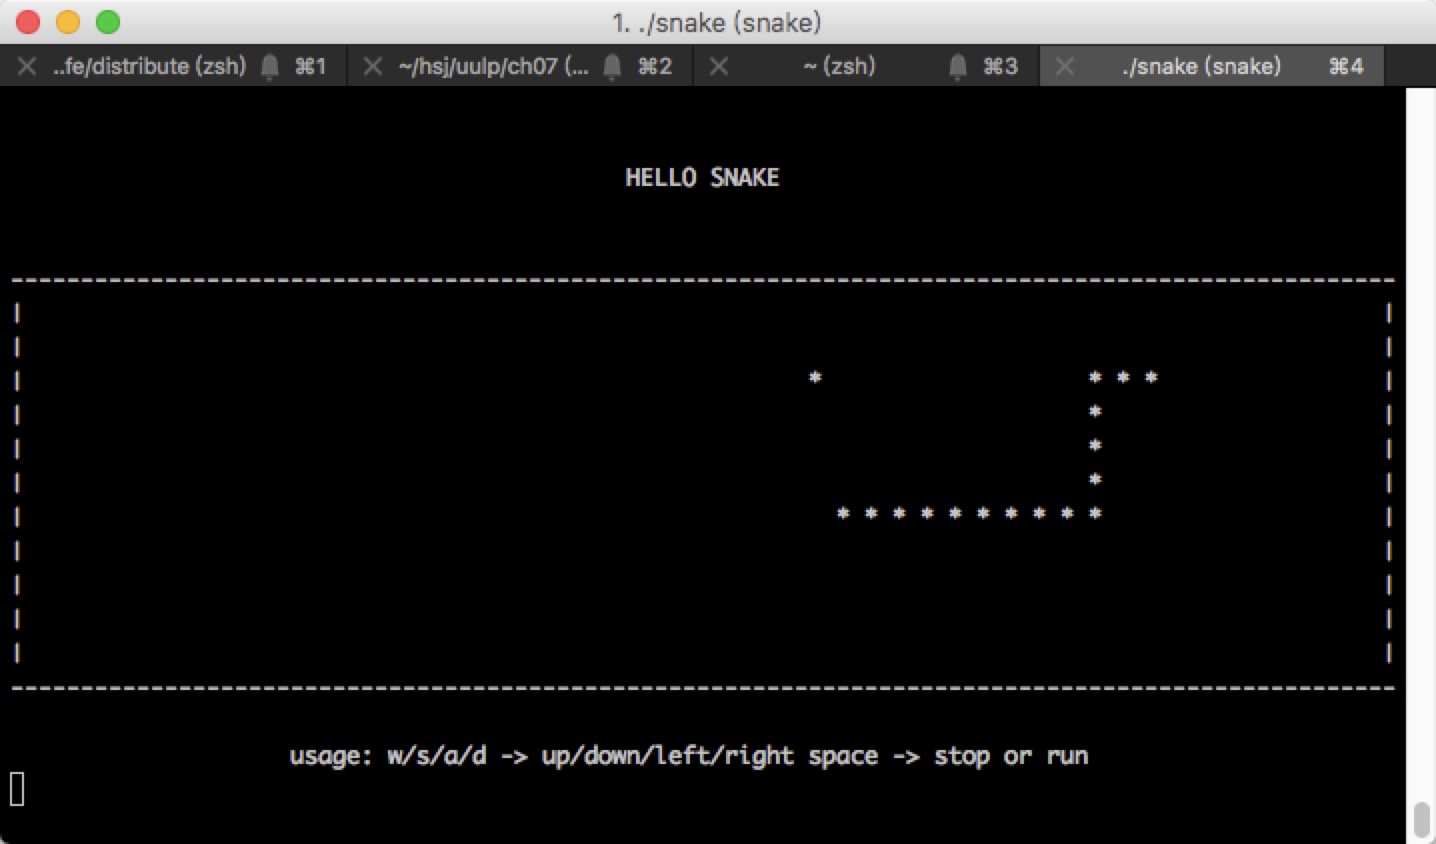 1. ./snake (snake)
..fe/distribute (zsh) ⌘1 ~/hsj/uulp/ch07 (... ⌘2 ~ (zsh) ⌘3 ./snake (snake) ⌘4
HELLO SNAKE
---------------------------------------------------------------------------------------------------
| |
| |
| * * * * |
| * |
| * |
| * |
| * * * * * * * * * * |
| |
| |
| |
| |
---------------------------------------------------------------------------------------------------
usage: w/s/a/d -> up/down/left/right space -> stop or run